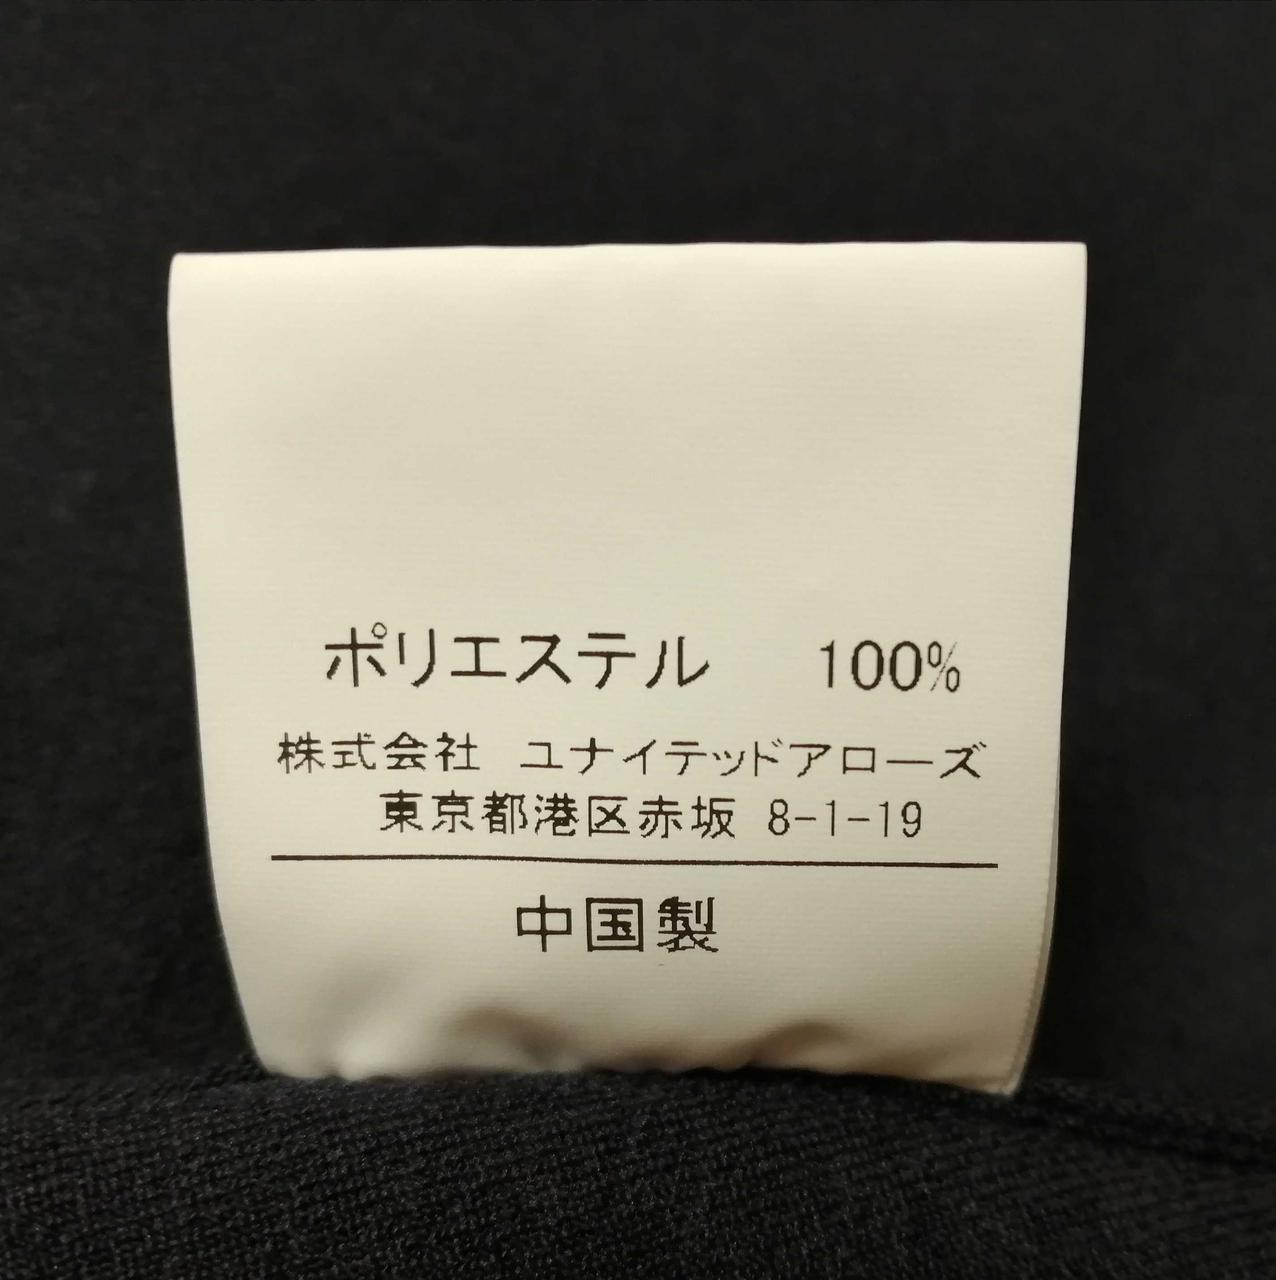 ポリエステル 100%
株式会社 ユナイテッドアローズ
東京都港区赤坂 8-1-19
中国製